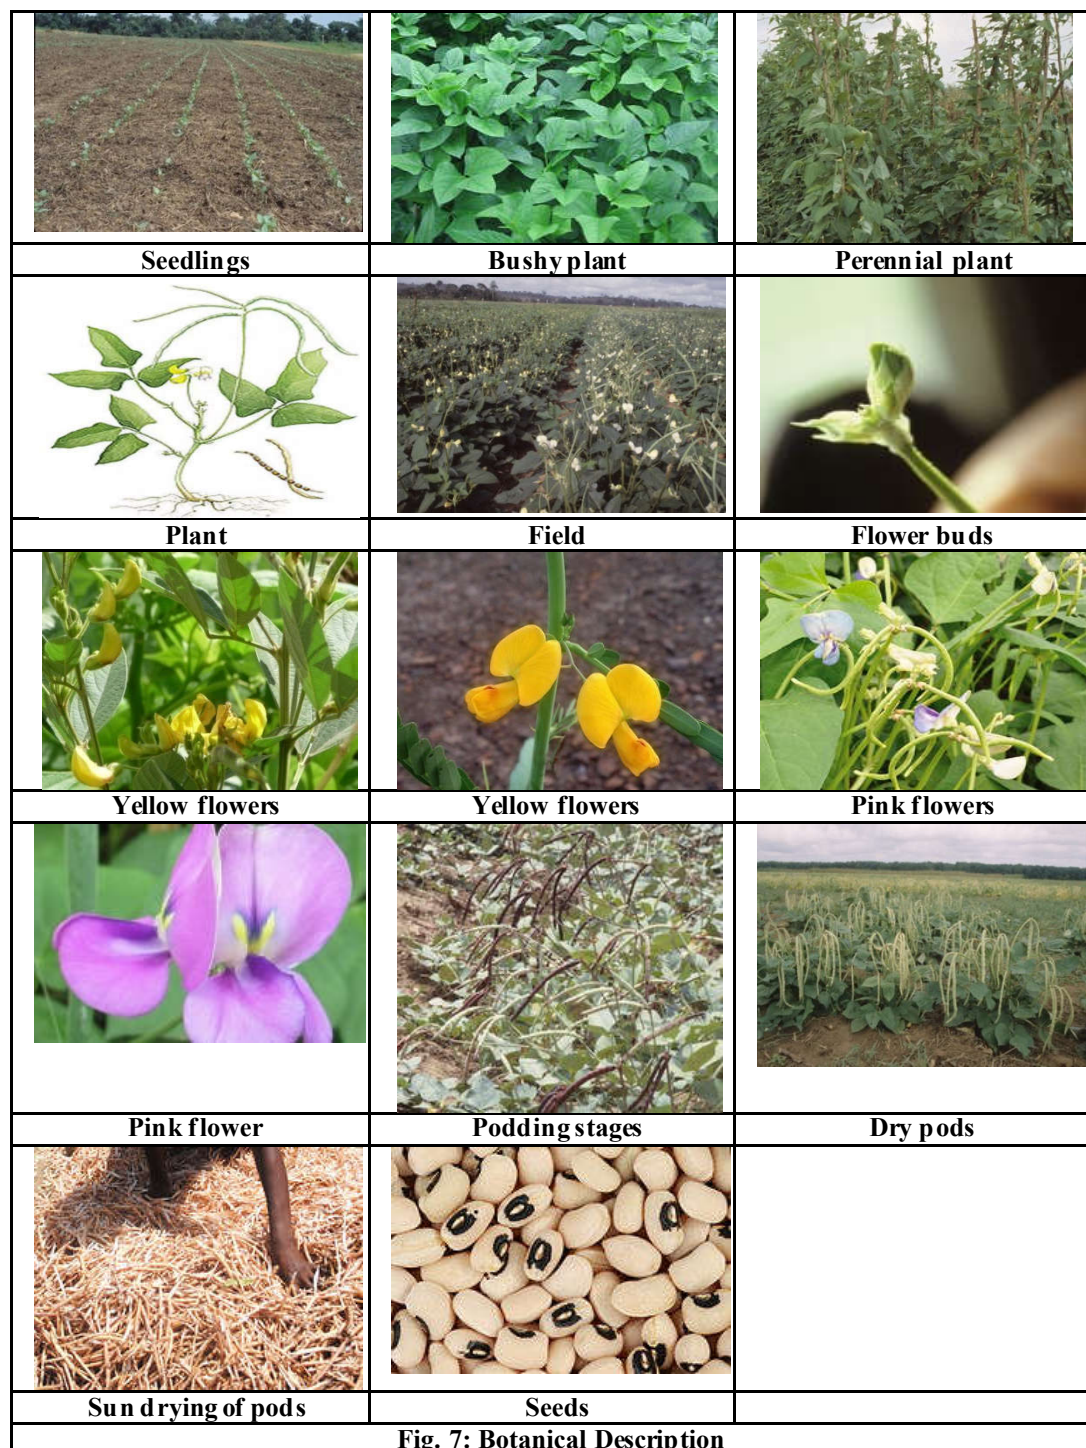 Seedlings
Bushy plant
Perennial plant
Plant
Field
Flower buds
Yellow flowers
Yellow flowers
Pink flowers
Pink flower
Podding stages
Dry pods
Sun drying of pods
Seeds
Fig. 7: Botanical Description